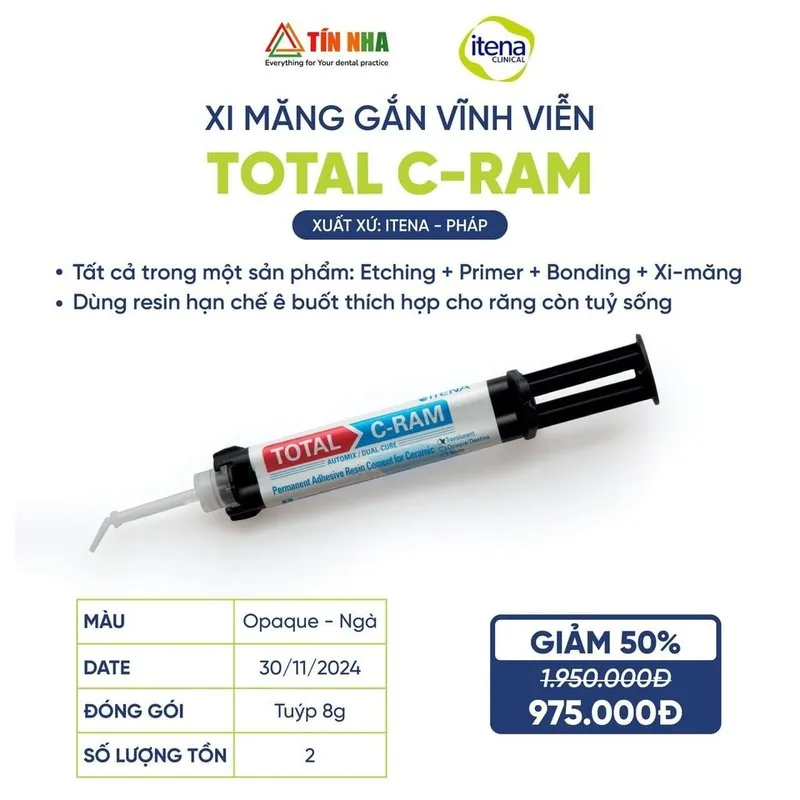 TÍN NHA
Everything for Your dental practice
itena
CLINICAL
XI MĂNG GẮN VĨNH VIỄN
TOTAL C-RAM
XUẤT XỨ: ITENA - PHÁP
• Tất cả trong một sản phẩm: Etching + Primer + Bonding + Xi-măng
• Dùng resin hạn chế ê buốt thích hợp cho răng còn tuỷ sống
ITENA
TOTAL C-RAM
AUTOMIX / DUAL-CURE
Permanent Adhesive Resin Cement for Ceramic
Translucent
Opaque/Dentine
MÀU Opaque - Ngà
DATE 30/11/2024
ĐÓNG GÓI Tuýp 8g
SỐ LƯỢNG TỒN 2
GIẢM 50%
1.950.000Đ
975.000Đ